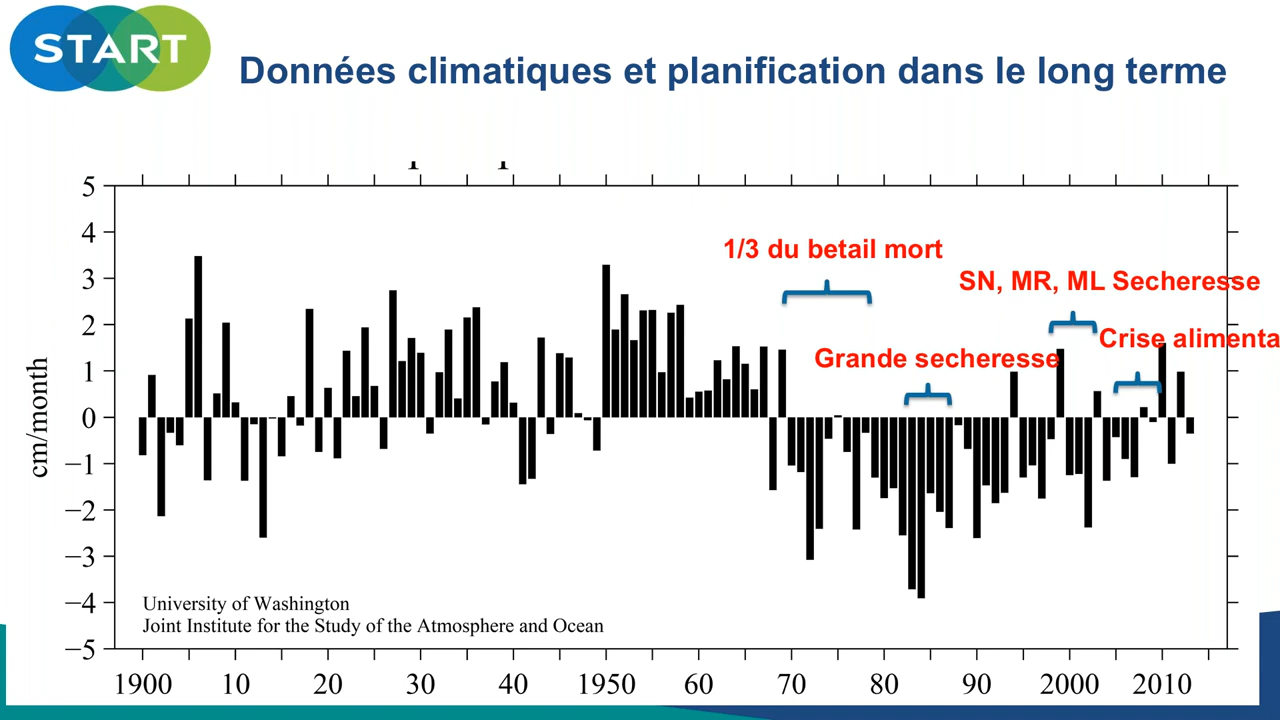 START
Données climatiques et planification dans le long terme
5
4
3
2
1
0
−1
−2
−3
−4
−5
cm/month
1/3 du betail mort
SN, MR, ML Secheresse
Crise alimenta
Grande secheresse
University of Washington
Joint Institute for the Study of the Atmosphere and Ocean
1900 10 20 30 40 1950 60 70 80 90 2000 2010